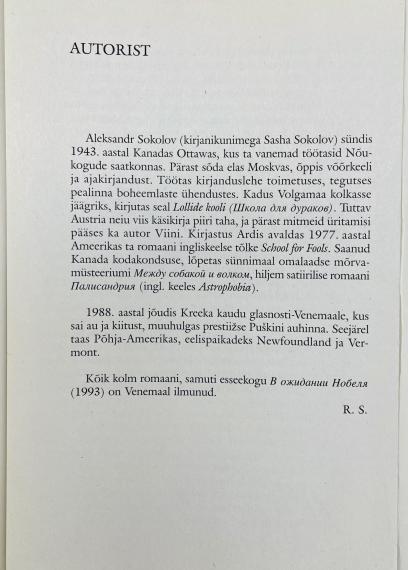 AUTORIST
Aleksandr Sokolov (kirjanikunimega Sasha Sokolov) sündis
1943. aastal Kanadas Ottawas, kus ta vanemad töötasid Nõu-
kogude saatkonnas. Pärast sõda elas Moskvas, õppis võõrkeeli
ja ajakirjandust. Töötas kirjanduslehe toimetuses, tegutses
pealinna boheemlaste ühendustes. Kadus Volgamaa kolkasse
jäägriks, kirjutas seal Lollide kooli (Школа для дураков). Tuttav
Austria neiu viis käsikirja piiri taha, ja pärast mitmeid üritamisi
pääses ka autor Viini. Kirjastus Ardis avaldas 1977. aastal
Ameerikas ta romaani ingliskeelse tõlke School for Fools. Saanud
Kanada kodakondsuse, lõpetas sünnimaal omalaadse mõrva-
müsteeriumi Между собакой и волком, hiljem satiirilise romaani
Палисандрия (ingl. keeles Astrophobia).
1988. aastal jõudis Kreeka kaudu glasnosti-Venemaale, kus
sai au ja kiitust, muuhulgas prestiižse Puškini auhinna. Seejärel
taas Põhja-Ameerikas, eelispaikadeks Newfoundland ja Ver-
mont.
Kõik kolm romaani, samuti esseekogu В ожидании Нобеля
(1993) on Venemaal ilmunud.
R. S.